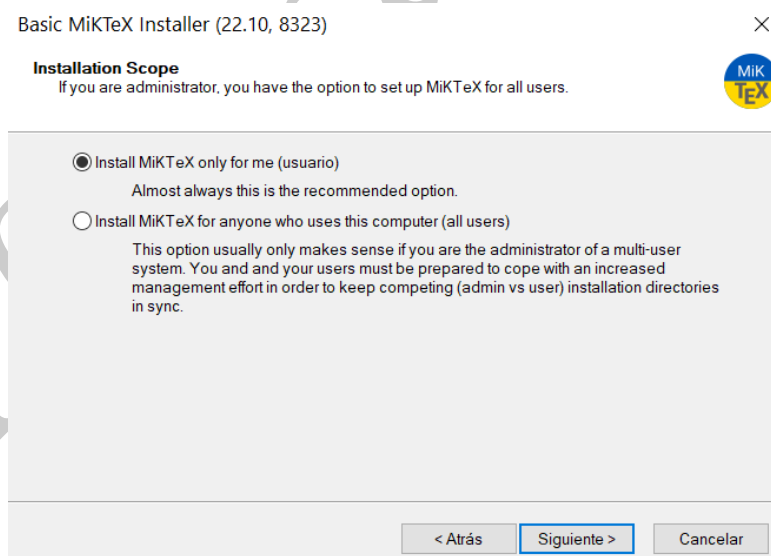 Basic MiKTeX Installer (22.10, 8323)
Installation Scope
If you are administrator, you have the option to set up MiKTeX for all users.
MiK
TEX
Install MiKTeX only for me (usuario)
Almost always this is the recommended option.
Install MiKTeX for anyone who uses this computer (all users)
This option usually only makes sense if you are the administrator of a multi-user
system. You and and your users must be prepared to cope with an increased
management effort in order to keep competing (admin vs user) installation directories
in sync.
< Atrás
Siguiente >
Cancelar